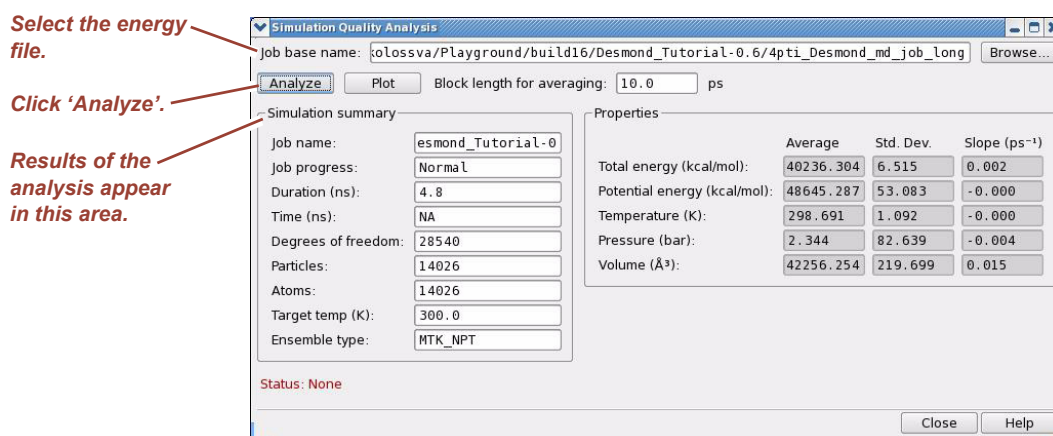 Select the energy
file.
Click ‘Analyze’.
Results of the
analysis appear
in this area.
Simulation Quality Analysis
Job base name: kolossva/Playground/build16/Desmond_Tutorial-0.6/4pti_Desmond_md_job_long Browse...
Analyze Plot Block length for averaging: 10.0 ps
Simulation summary
Job name: esmond_Tutorial-0
Job progress: Normal
Duration (ns): 4.8
Time (ns): NA
Degrees of freedom: 28540
Particles: 14026
Atoms: 14026
Target temp (K): 300.0
Ensemble type: MTK_NPT
Properties
Average Std. Dev. Slope (ps⁻¹)
Total energy (kcal/mol): 40236.304 6.515 0.002
Potential energy (kcal/mol): 48645.287 53.083 -0.000
Temperature (K): 298.691 1.092 -0.000
Pressure (bar): 2.344 82.639 -0.004
Volume (Å³): 42256.254 219.699 0.015
Status: None
Close Help